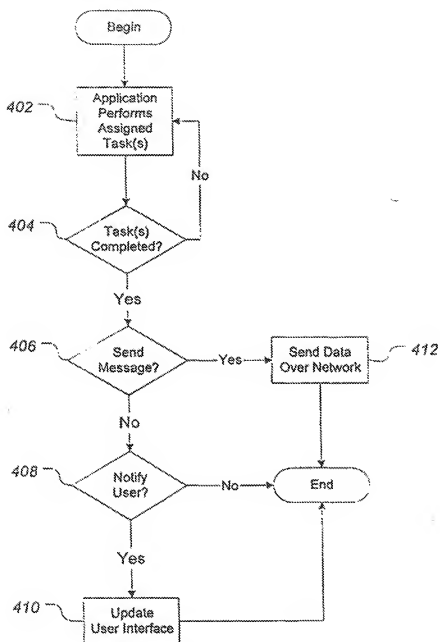 Begin
402
Application
Performs
Assigned
Task(s)
No
404
Task(s)
Completed?
Yes
406
Send
Message?
Yes
Send Data
Over Network
412
No
408
Notify
User?
No
End
Yes
410
Update
User Interface